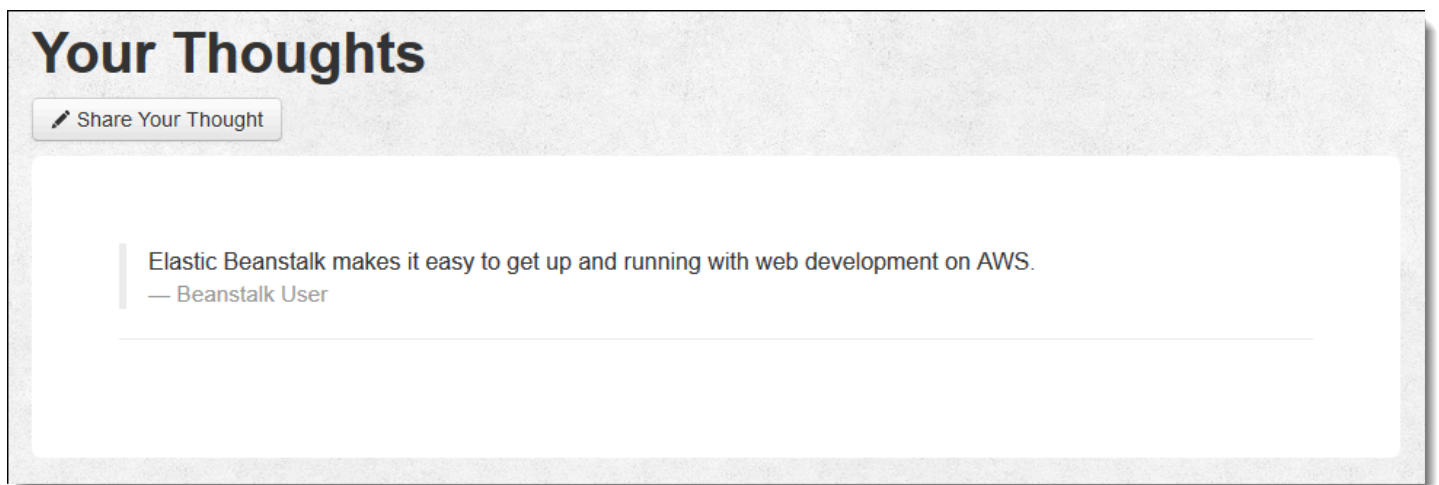 Your Thoughts
Share Your Thought
Elastic Beanstalk makes it easy to get up and running with web development on AWS.
— Beanstalk User